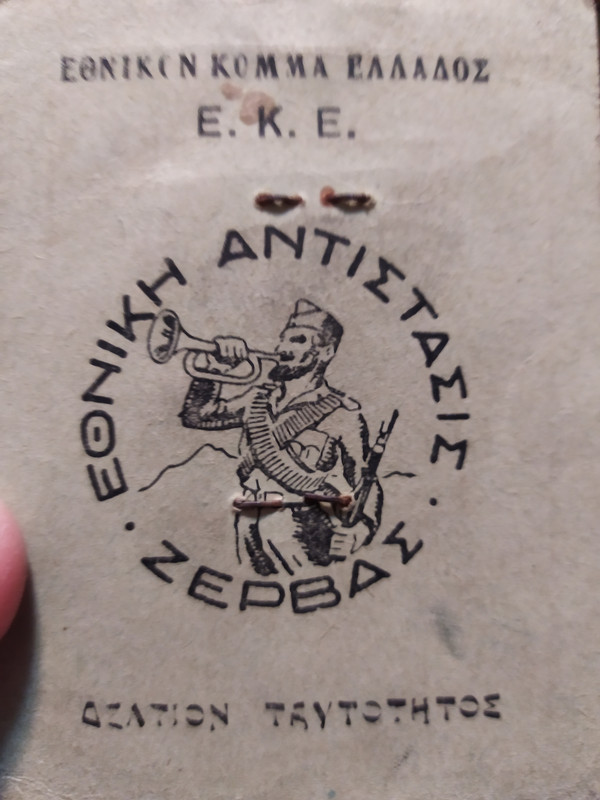 ΕΘΝΙΚΟΝ ΚΟΜΜΑ ΕΛΛΑΔΟΣ
Ε. Κ. Ε.
ΕΘΝΙΚΗ ΑΝΤΙΣΤΑΣΙΣ
· ΖΕΡΒΑΣ ·
ΔΕΛΤΙΟΝ ΤΑΥΤΟΤΗΤΟΣ